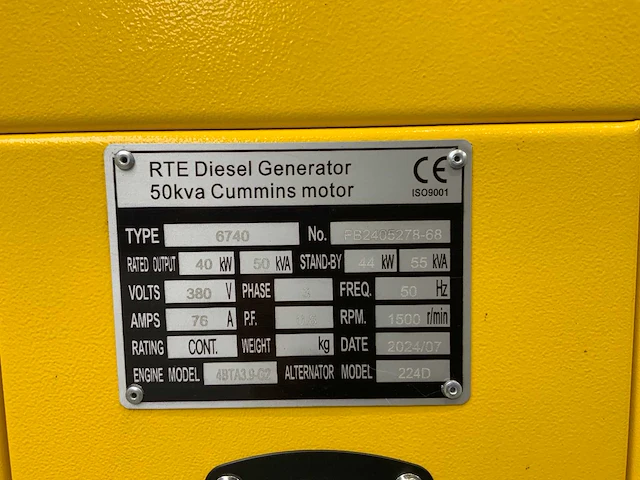 RTE Diesel Generator
50kva Cummins motor
CE
ISO9001
TYPE 6740 No. FB2405278-68
RATED OUTPUT 40 kW 50 kVA STAND-BY 44 kW 55 kVA
VOLTS 380 V PHASE FREQ. 50 Hz
AMPS 76 A P.F. RPM. 1500 r/min
RATING CONT. WEIGHT kg DATE 2024/07
ENGINE MODEL 4BTA3.9-G2 ALTERNATOR MODEL 224D